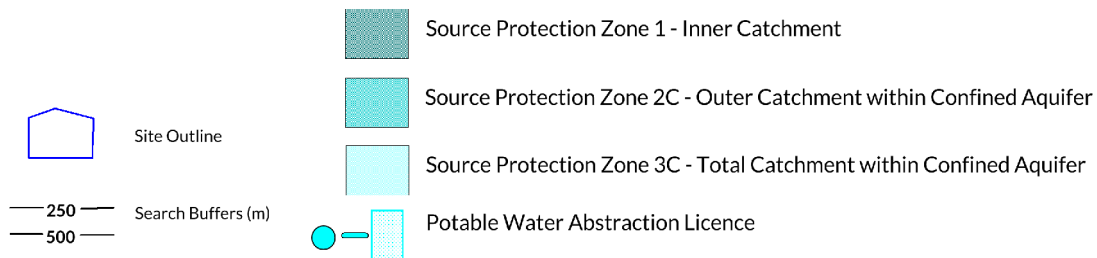 Source Protection Zone 1 - Inner Catchment
Source Protection Zone 2C - Outer Catchment within Confined Aquifer
Site Outline
Source Protection Zone 3C - Total Catchment within Confined Aquifer
250
Search Buffers (m)
500
Potable Water Abstraction Licence